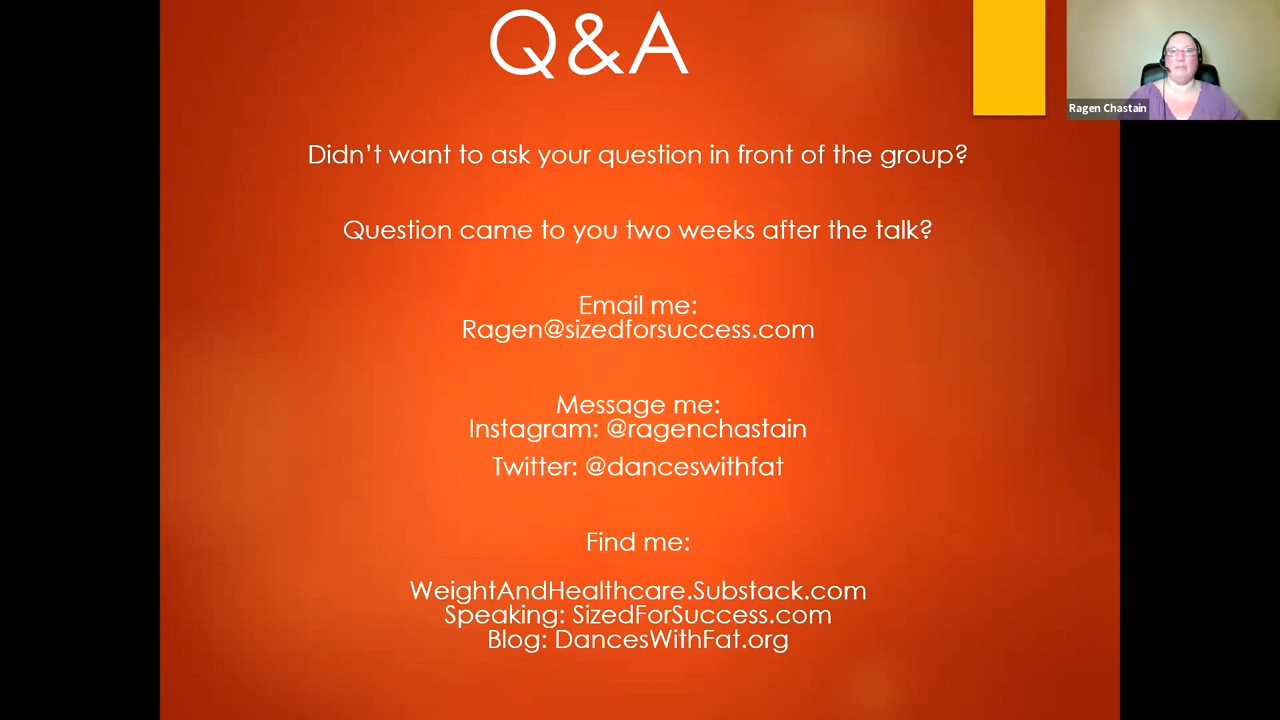 Q&A
Ragen Chastain
Didn't want to ask your question in front of the group?
Question came to you two weeks after the talk?
Email me:
Ragen@sizedforsuccess.com
Message me:
Instagram: @ragenchastain
Twitter: @danceswithfat
Find me:
WeightAndHealthcare.Substack.com
Speaking: SizedForSuccess.com
Blog: DancesWithFat.org